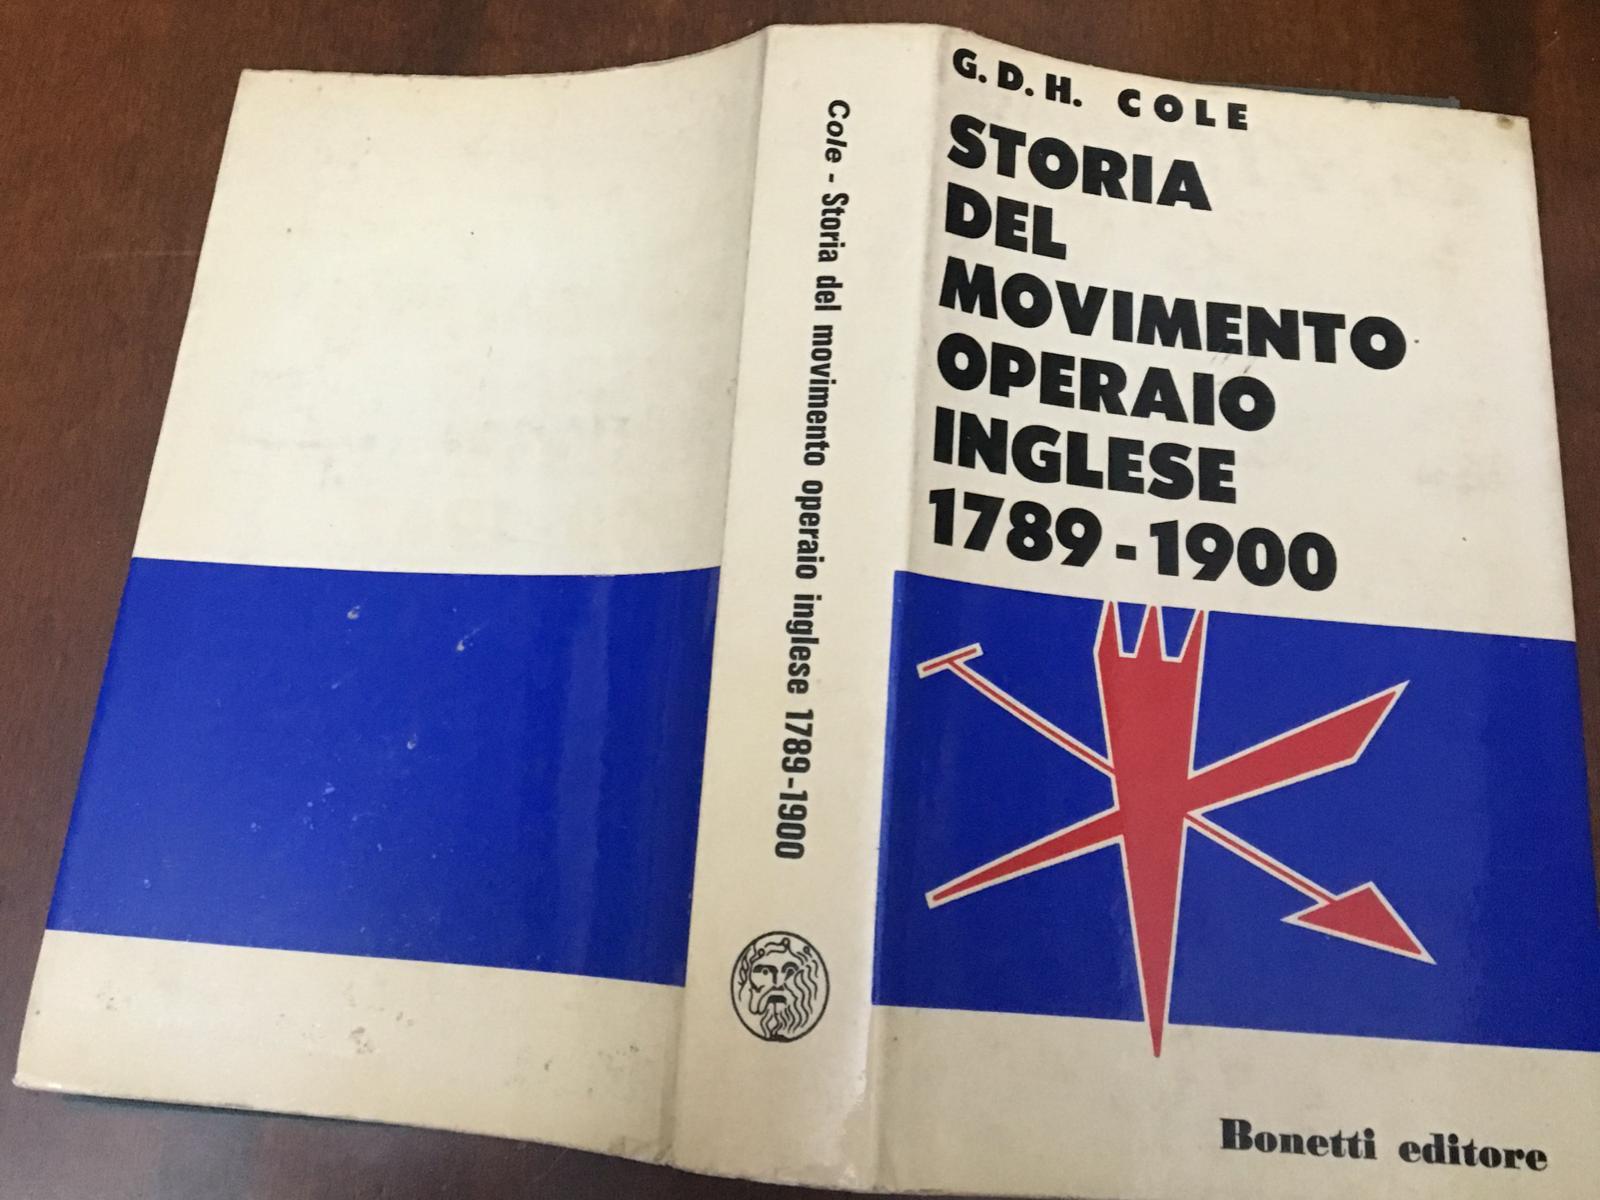 Cole - Storia del movimento operaio inglese 1789-1900
G. D. H. COLE
STORIA
DEL
MOVIMENTO
OPERAIO
INGLESE
1789-1900
Bonetti editore